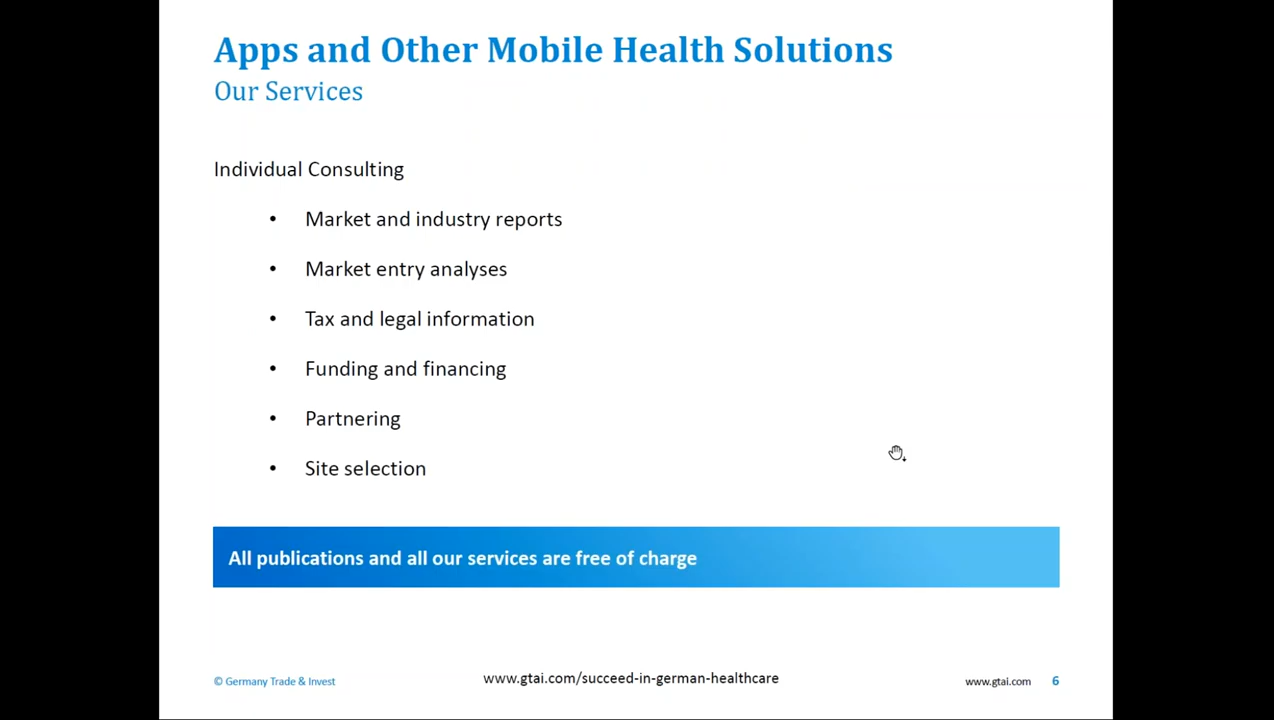 Apps and Other Mobile Health Solutions
Our Services
Individual Consulting
• Market and industry reports
• Market entry analyses
• Tax and legal information
• Funding and financing
• Partnering
• Site selection
All publications and all our services are free of charge
© Germany Trade & Invest
www.gtai.com/succeed-in-german-healthcare
www.gtai.com
6